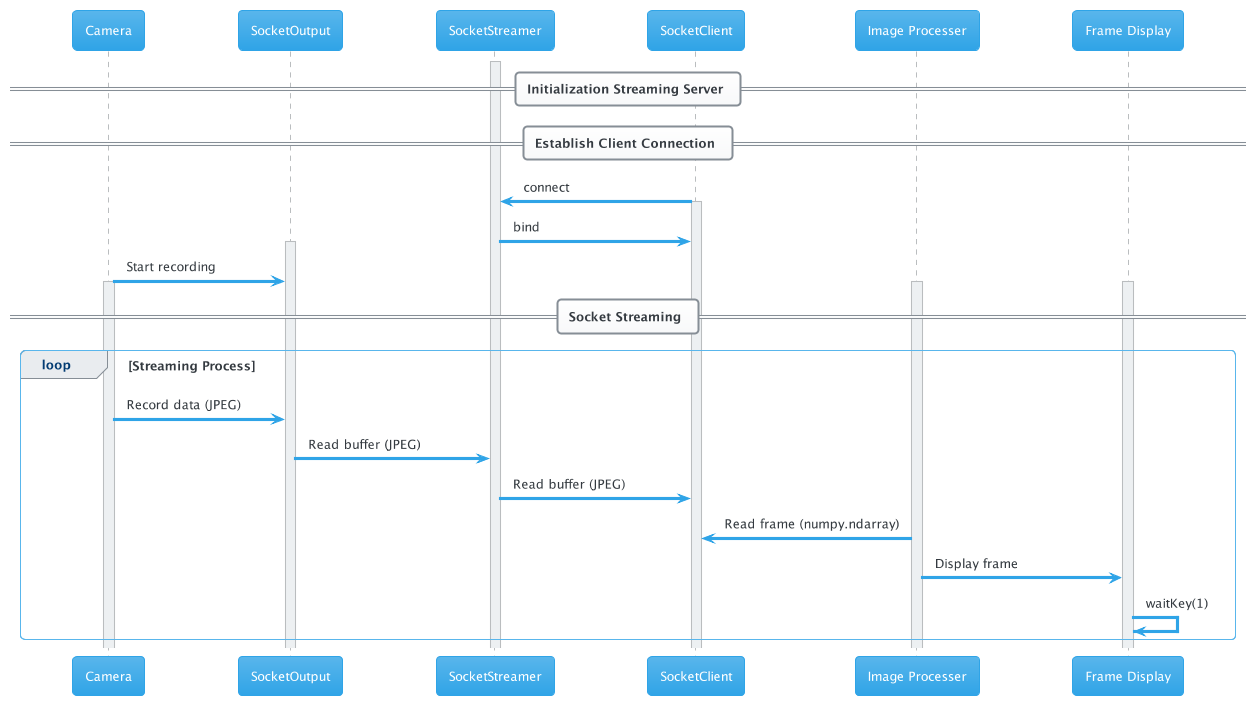 Camera
SocketOutput
SocketStreamer
SocketClient
Image Processer
Frame Display
Initialization Streaming Server
Establish Client Connection
connect
bind
Start recording
Socket Streaming
loop
[Streaming Process]
Record data (JPEG)
Read buffer (JPEG)
Read buffer (JPEG)
Read frame (numpy.ndarray)
Display frame
waitKey(1)
Camera
SocketOutput
SocketStreamer
SocketClient
Image Processer
Frame Display